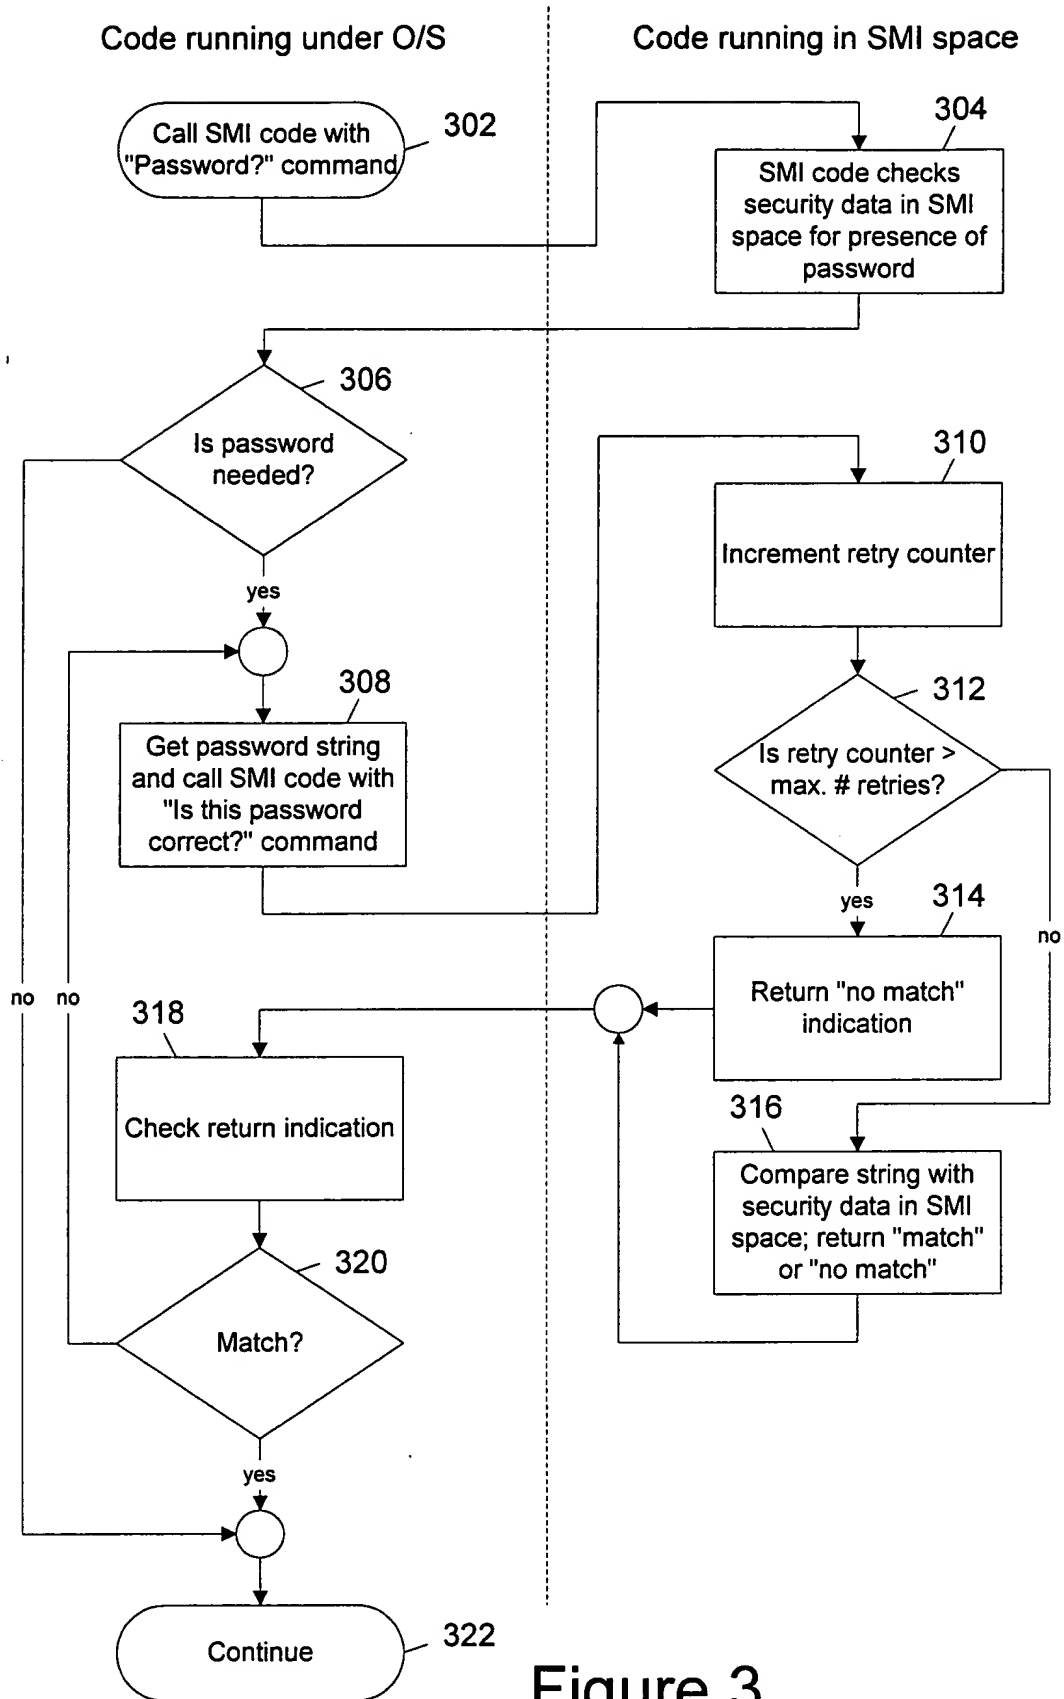 Code running under O/S
Code running in SMI space
Call SMI code with
"Password?" command
302
304
SMI code checks
security data in SMI
space for presence of
password
306
Is password
needed?
yes
310
Increment retry counter
308
Get password string
and call SMI code with
"Is this password
correct?" command
312
Is retry counter >
max. # retries?
yes
no
314
Return "no match"
indication
no
no
318
Check return indication
316
Compare string with
security data in SMI
space; return "match"
or "no match"
320
Match?
yes
Continue
322
Figure 3